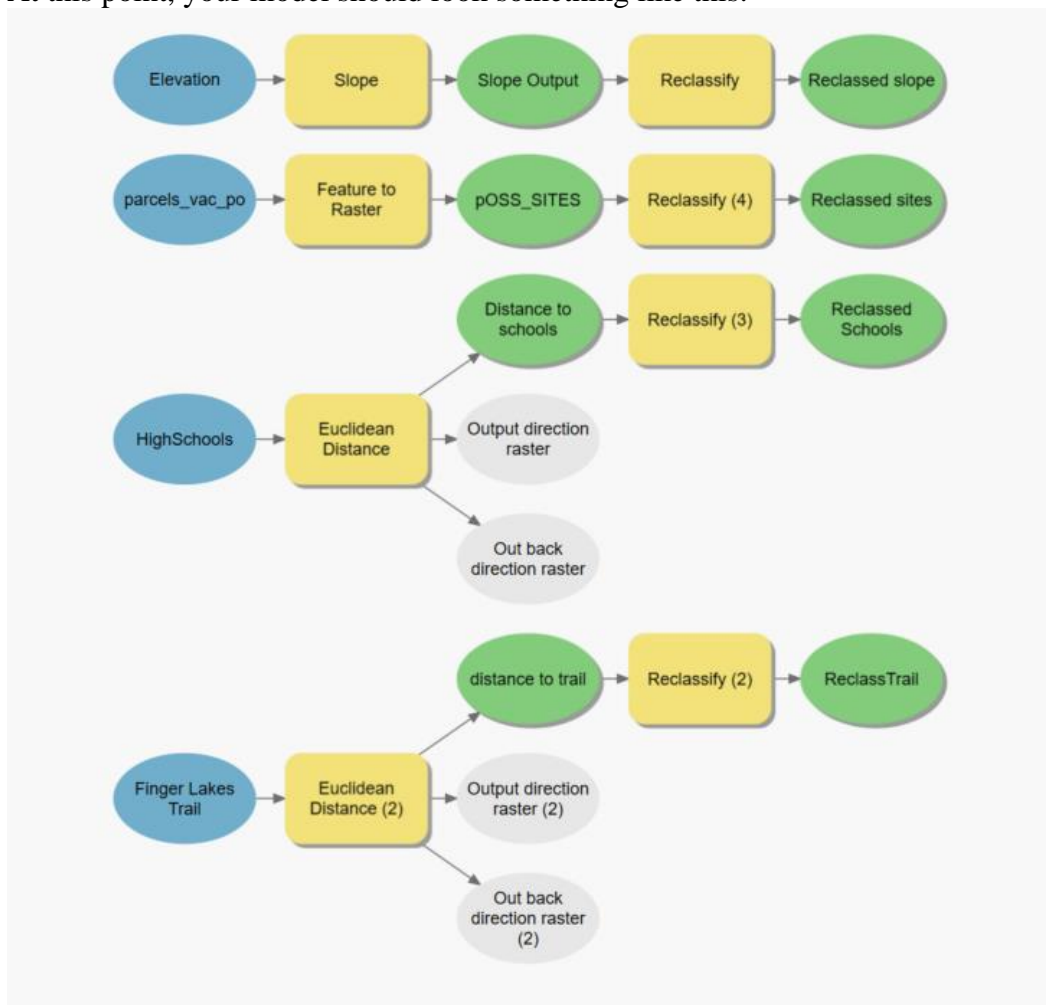 At this point, your model should look something like this:
Elevation
Slope
Slope Output
Reclassify
Reclassed slope
parcels_vac_po
Feature to
Raster
pOSS_SITES
Reclassify (4)
Reclassed sites
Distance to
schools
Reclassify (3)
Reclassed
Schools
HighSchools
Euclidean
Distance
Output direction
raster
Out back
direction raster
distance to trail
Reclassify (2)
ReclassTrail
Finger Lakes
Trail
Euclidean
Distance (2)
Output direction
raster (2)
Out back
direction raster
(2)